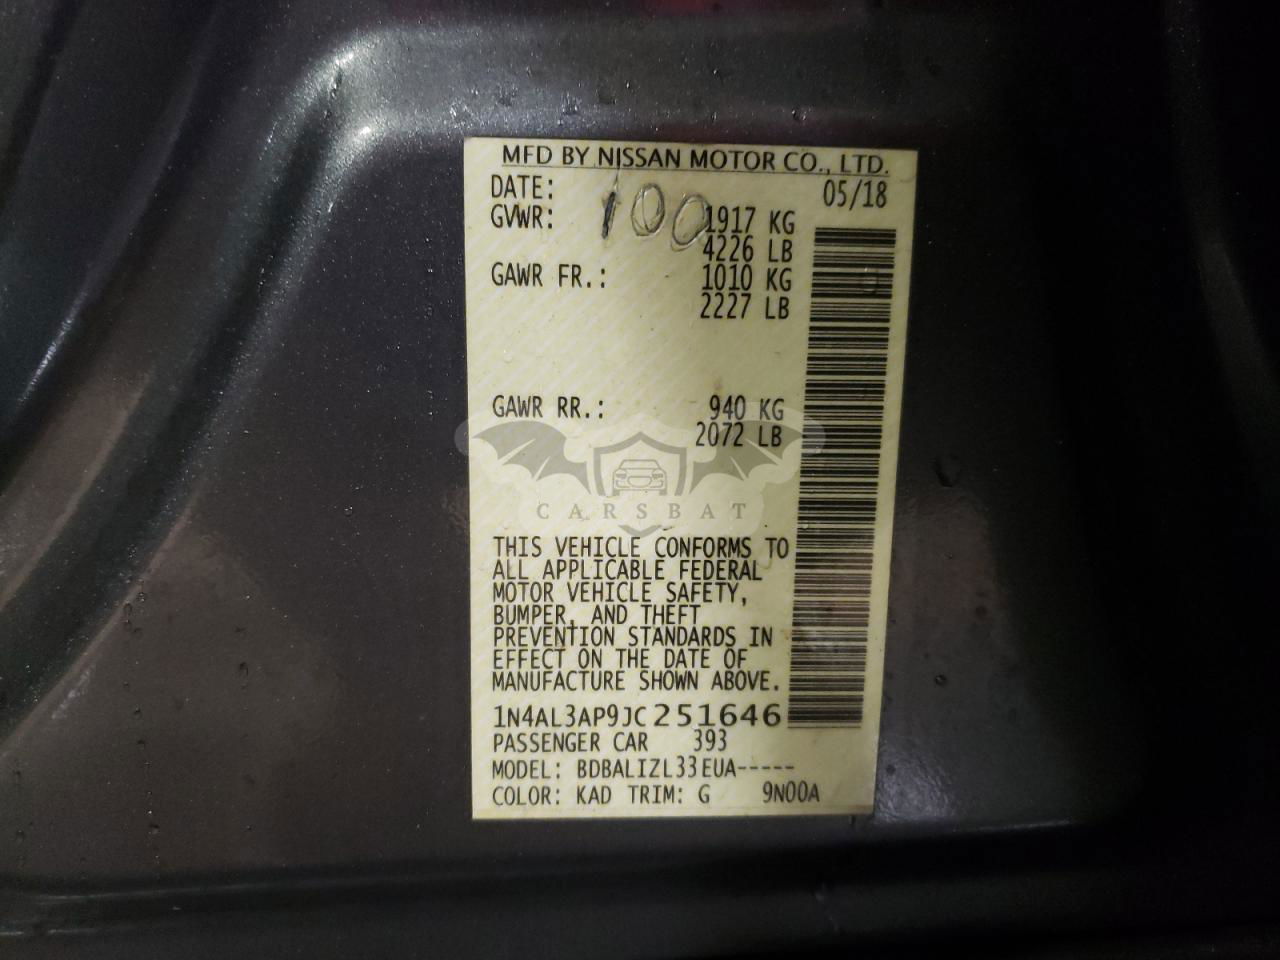 MFD BY NISSAN MOTOR CO., LTD.
DATE: 05/18
GVWR: 100 1917 KG
4226 LB
GAWR FR.: 1010 KG
2227 LB
GAWR RR.: 940 KG
2072 LB
CARSBAT
THIS VEHICLE CONFORMS TO
ALL APPLICABLE FEDERAL
MOTOR VEHICLE SAFETY,
BUMPER, AND THEFT
PREVENTION STANDARDS IN
EFFECT ON THE DATE OF
MANUFACTURE SHOWN ABOVE.
1N4AL3AP9JC251646
PASSENGER CAR 393
MODEL: BDBALIZL33EUA-----
COLOR: KAD TRIM: G 9N00A